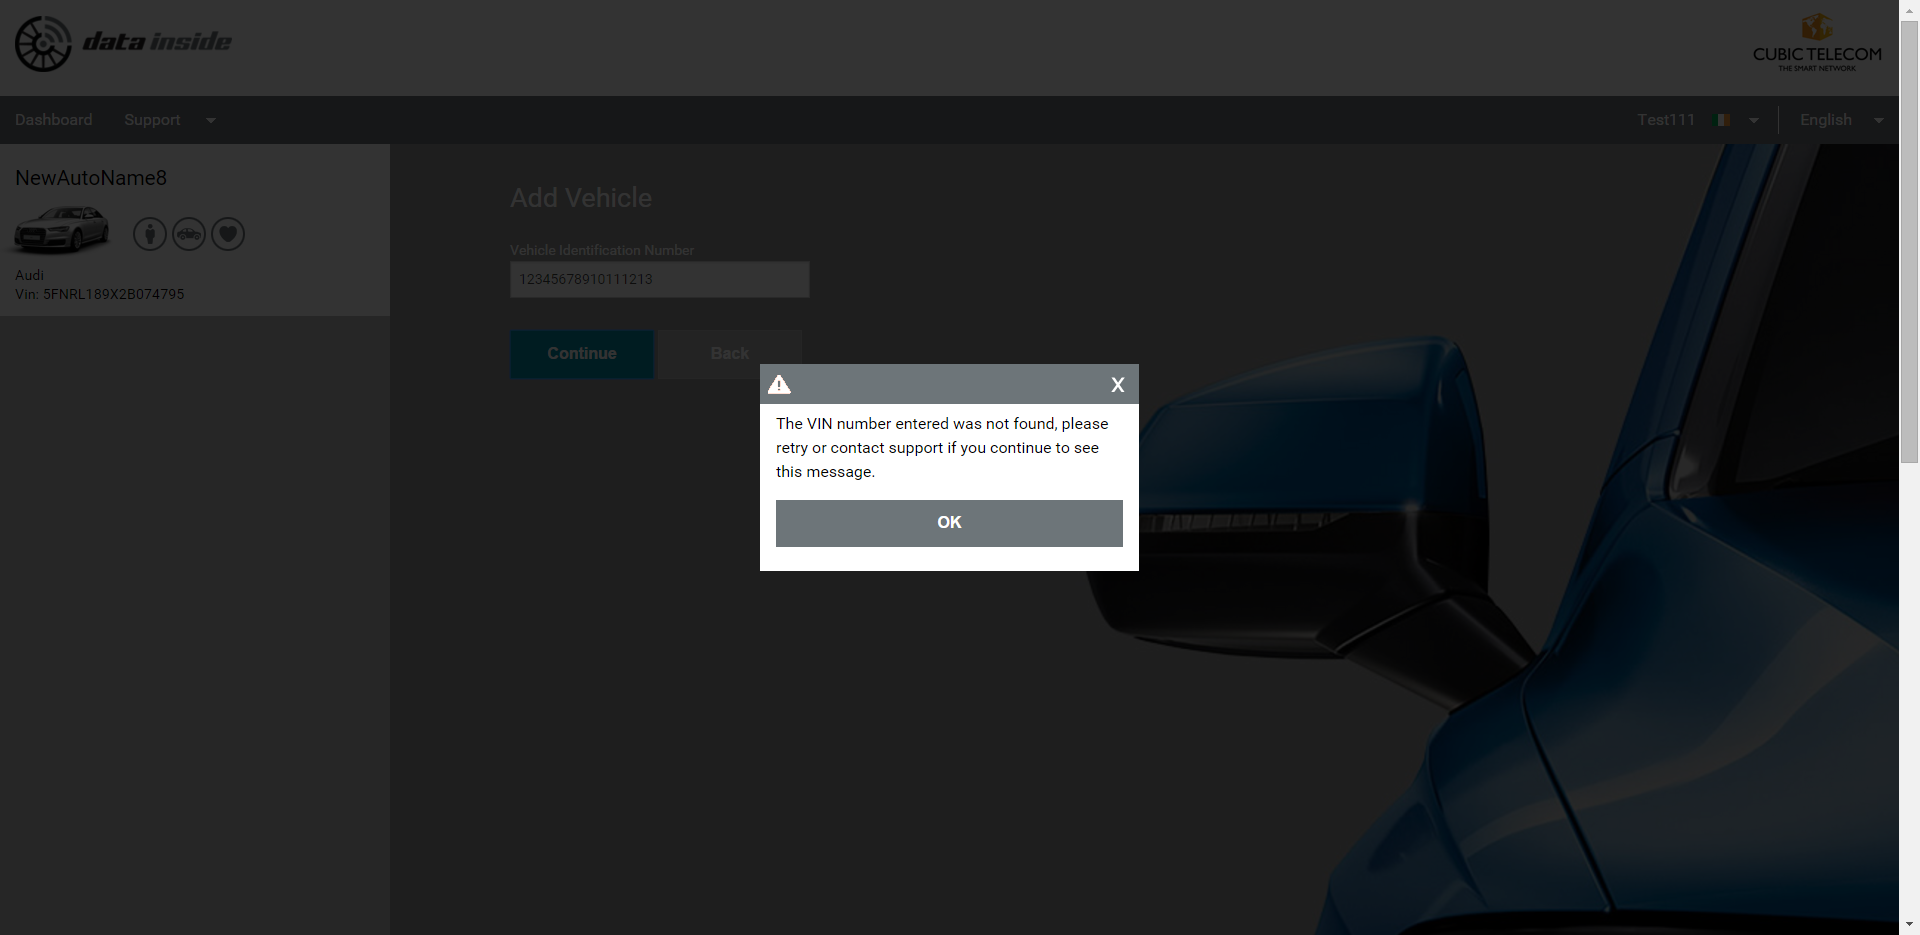 data inside
CUBIC TELECOM
THE SMART NETWORK
Dashboard
Support
Test111
English
NewAutoName8
Audi
Vin: 5FNRL189X2B074795
Add Vehicle
Vehicle Identification Number
12345678910111213
Continue
Back
X
The VIN number entered was not found, please
retry or contact support if you continue to see
this message.
OK